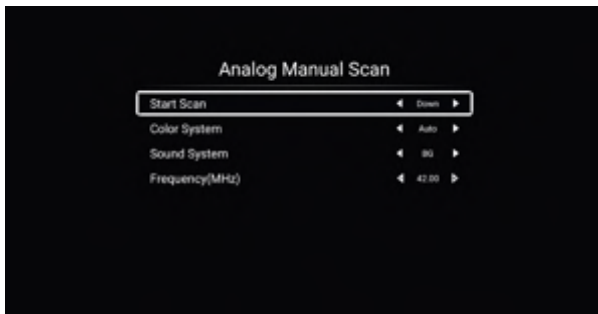 Analog Manual Scan
Start Scan Down
Color System Auto
Sound System BG
Frequency(MHz) 42.00